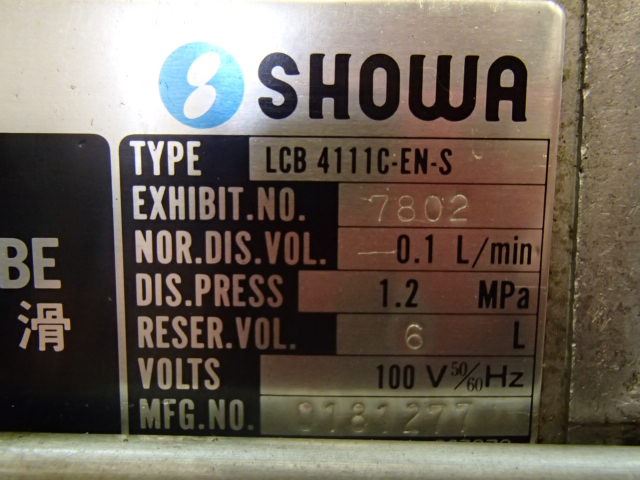 SHOWA
TYPE LCB 4111C-EN-S
EXHIBIT.NO. 7802
NOR.DIS.VOL. 0.1 L/min
DIS.PRESS 1.2 MPa
RESER.VOL. 6 L
VOLTS 100 V 50/60 Hz
MFG.NO. 0181277
BE
滑